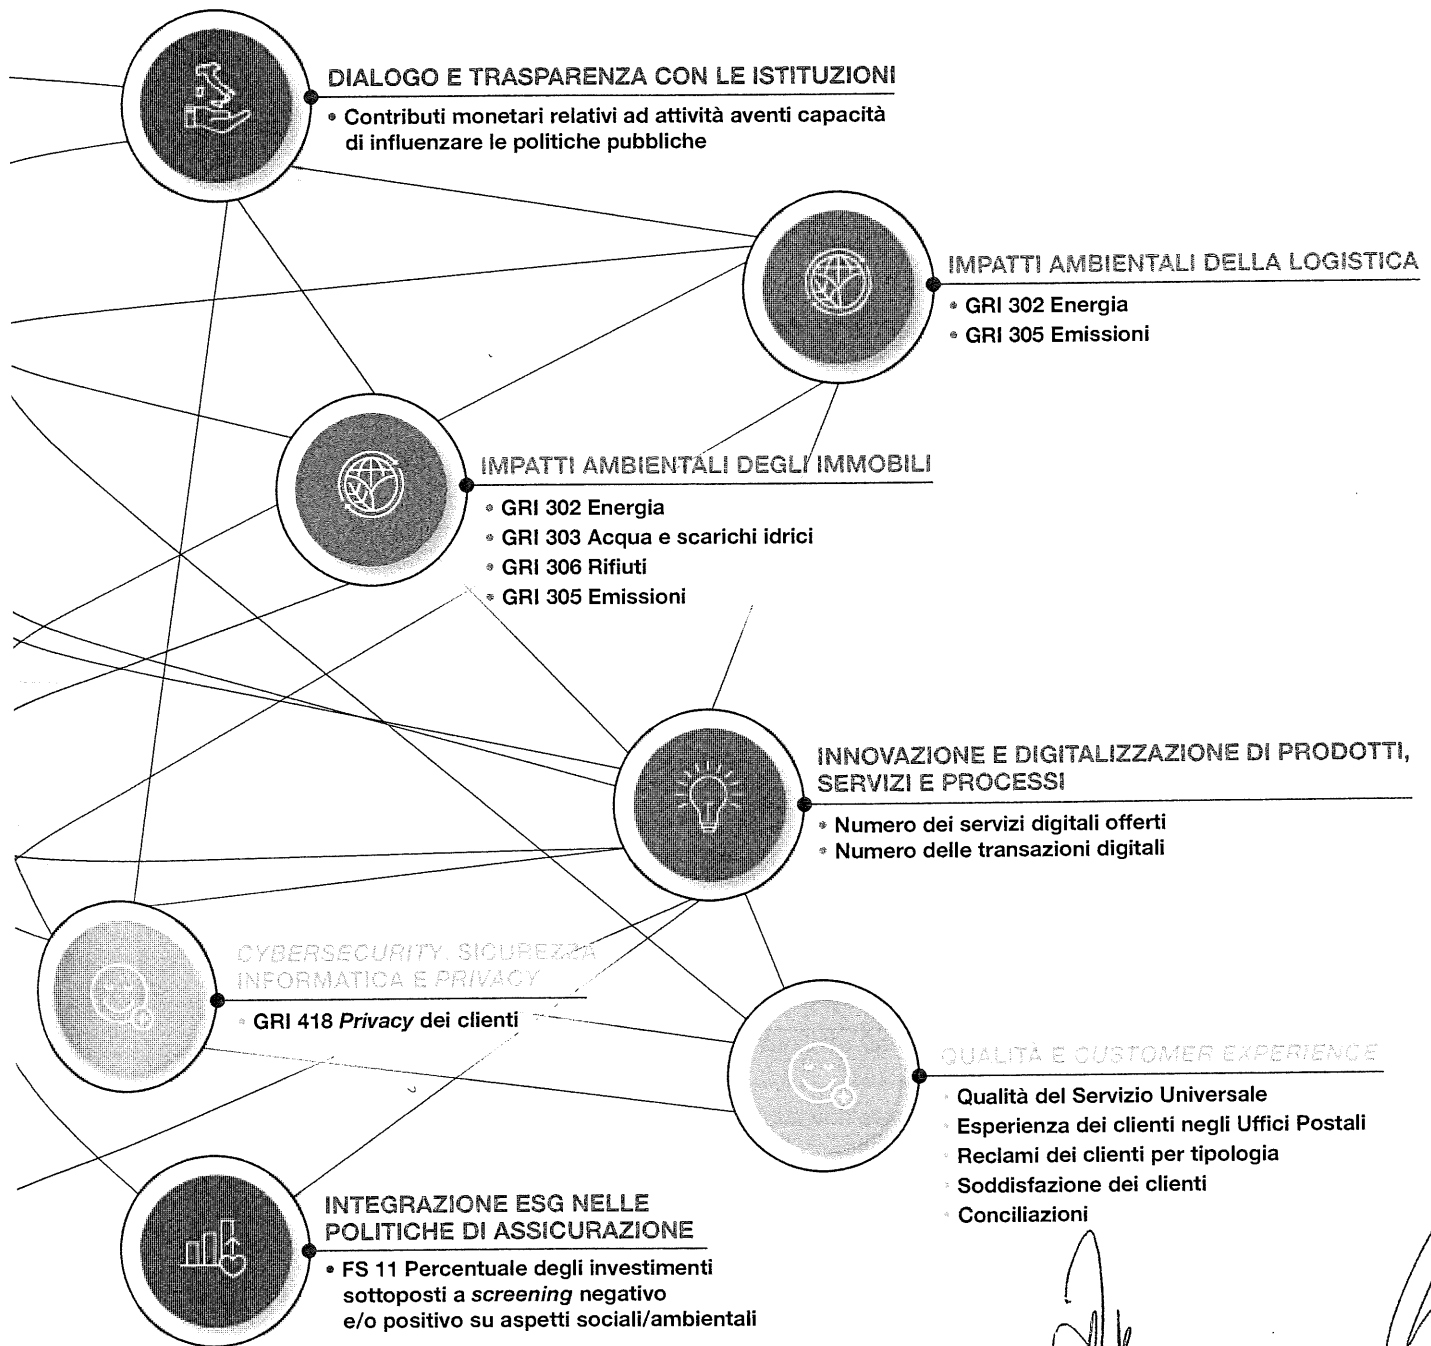 DIALOGO E TRASPARENZA CON LE ISTITUZIONI
• Contributi monetari relativi ad attività aventi capacità
di influenzare le politiche pubbliche
IMPATTI AMBIENTALI DELLA LOGISTICA
• GRI 302 Energia
• GRI 305 Emissioni
IMPATTI AMBIENTALI DEGLI IMMOBILI
• GRI 302 Energia
• GRI 303 Acqua e scarichi idrici
• GRI 306 Rifiuti
• GRI 305 Emissioni
INNOVAZIONE E DIGITALIZZAZIONE DI PRODOTTI,
SERVIZI E PROCESSI
• Numero dei servizi digitali offerti
• Numero delle transazioni digitali
CYBERSECURITY, SICUREZZA
INFORMATICA E PRIVACY
• GRI 418 Privacy dei clienti
QUALITÀ E CUSTOMER EXPERIENCE
• Qualità del Servizio Universale
• Esperienza dei clienti negli Uffici Postali
• Reclami dei clienti per tipologia
• Soddisfazione dei clienti
• Conciliazioni
INTEGRAZIONE ESG NELLE
POLITICHE DI ASSICURAZIONE
• FS 11 Percentuale degli investimenti
sottoposti a screening negativo
e/o positivo su aspetti sociali/ambientali